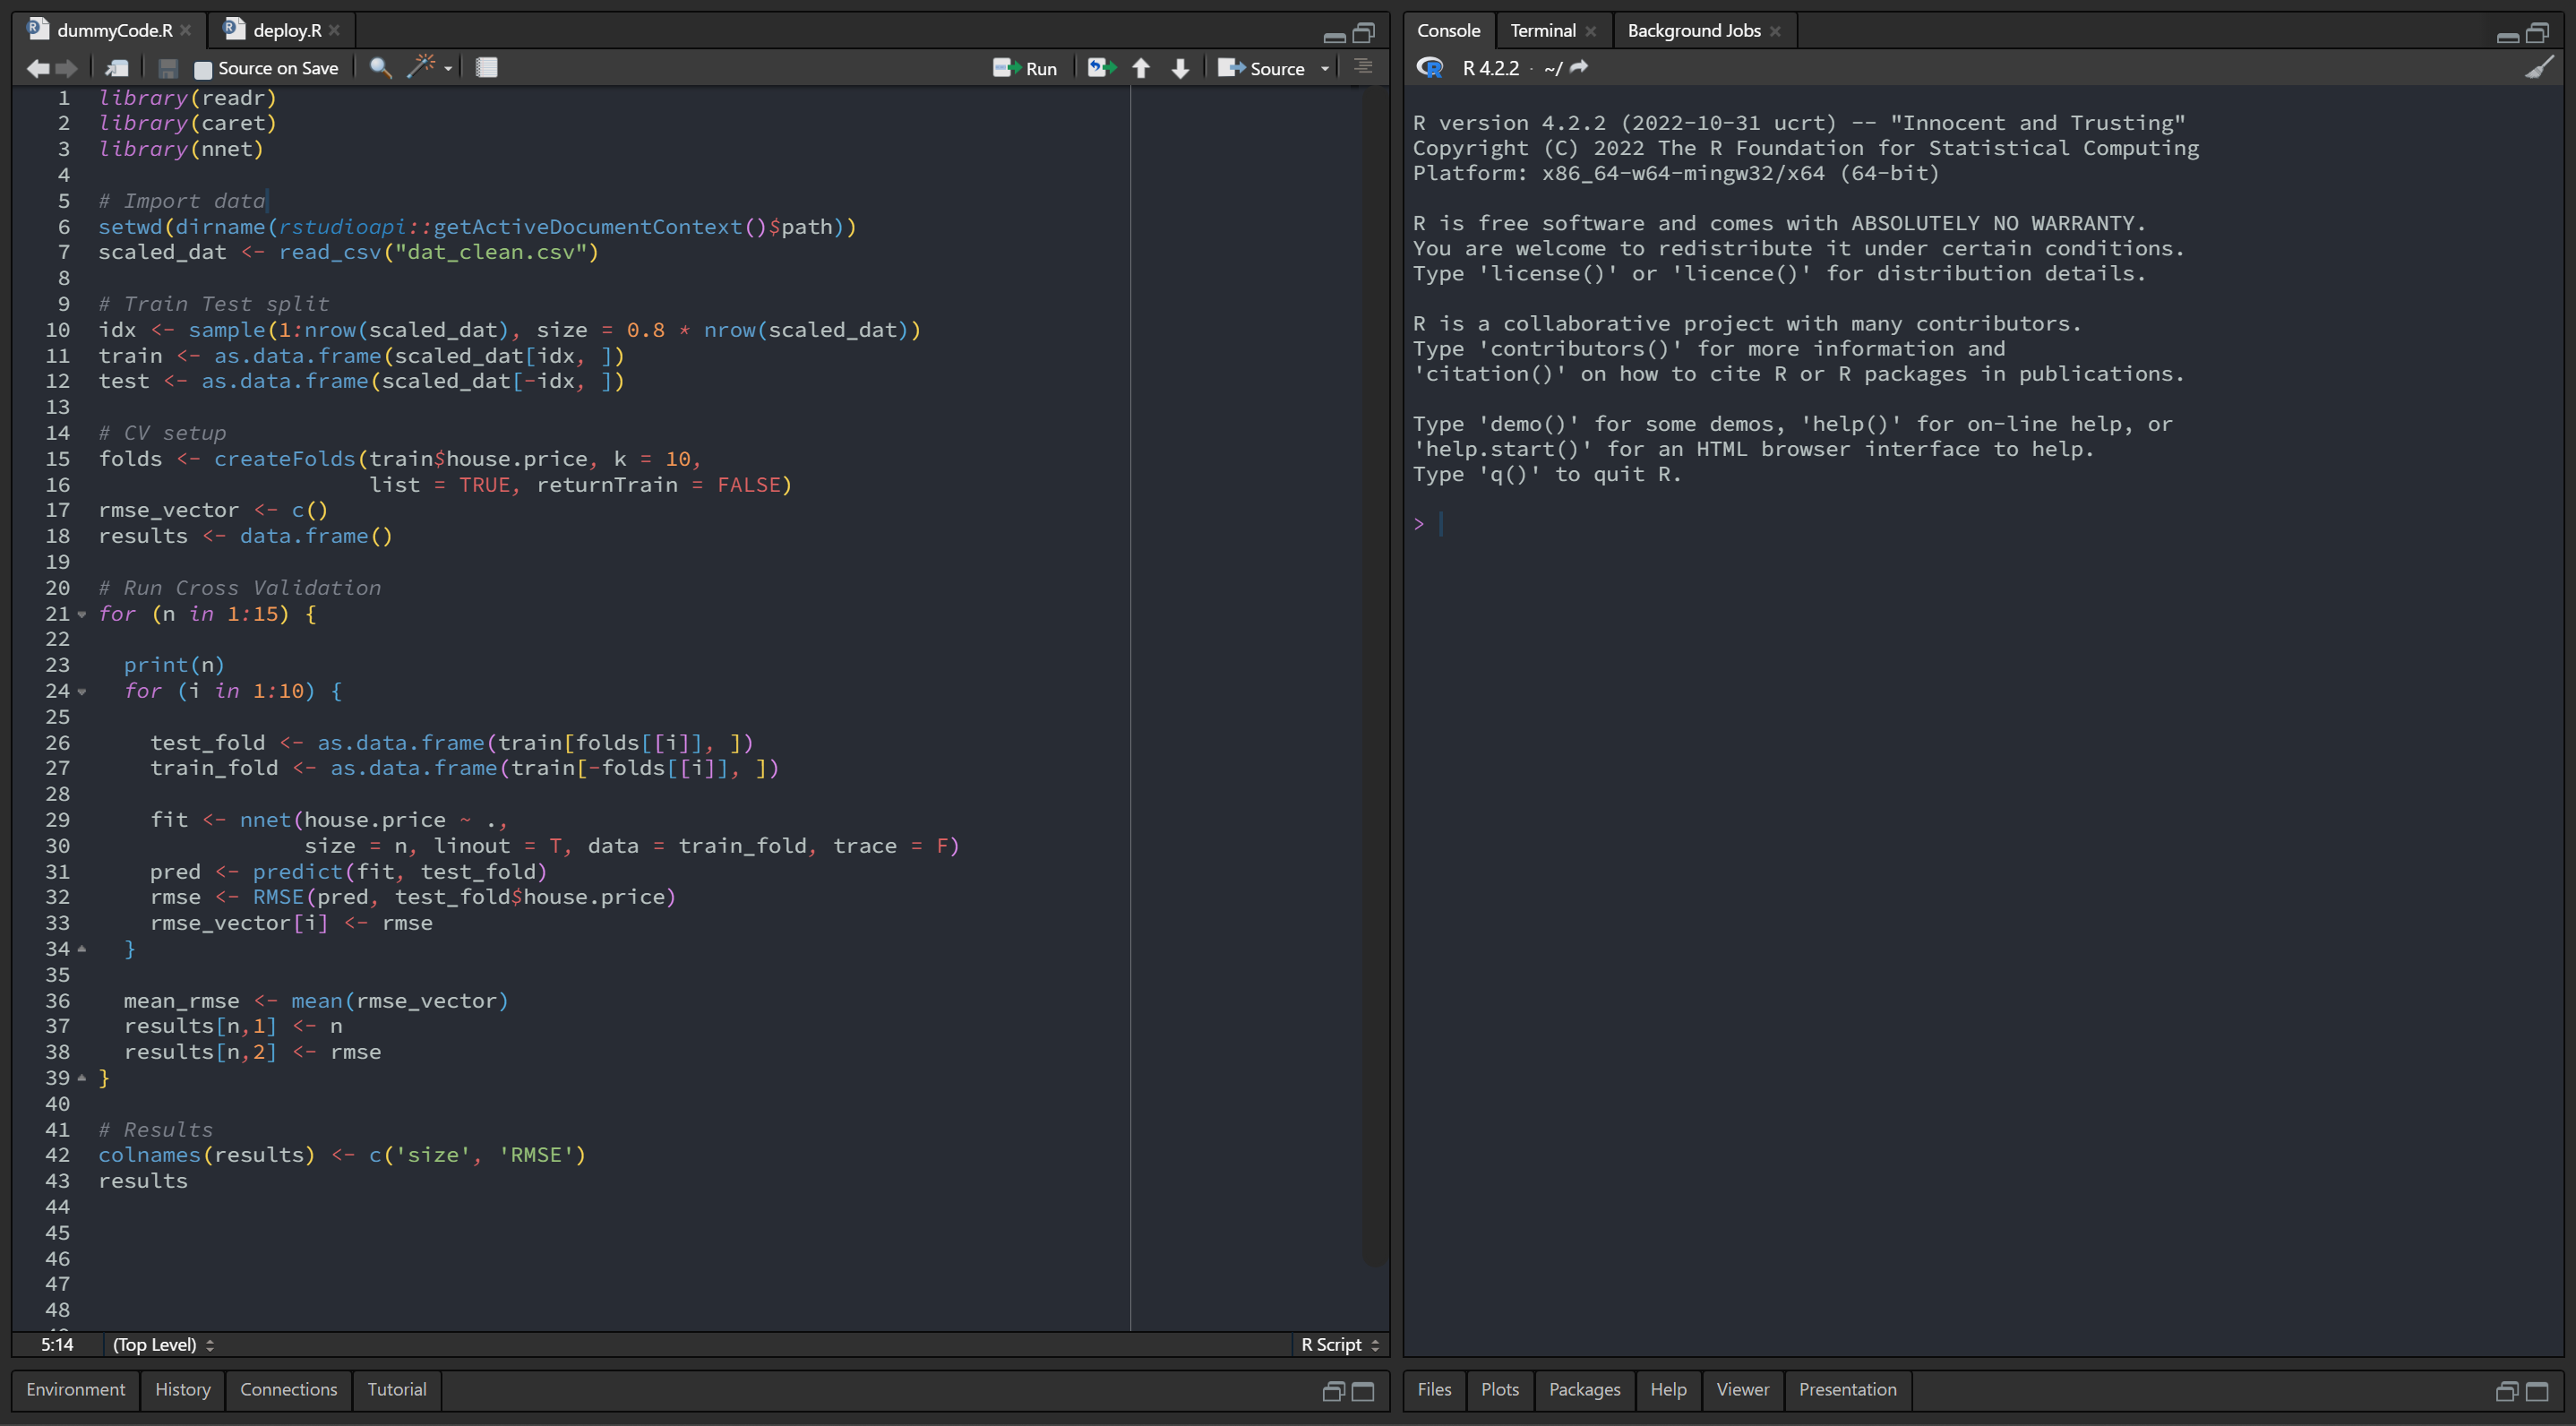 dummyCode.R deploy.R
Source on Save Run Source
1 library(readr)
2 library(caret)
3 library(nnet)
4
5 # Import data
6 setwd(dirname(rstudioapi::getActiveDocumentContext()$path))
7 scaled_dat <- read_csv("dat_clean.csv")
8
9 # Train Test split
10 idx <- sample(1:nrow(scaled_dat), size = 0.8 * nrow(scaled_dat))
11 train <- as.data.frame(scaled_dat[idx, ])
12 test <- as.data.frame(scaled_dat[-idx, ])
13
14 # CV setup
15 folds <- createFolds(train$house.price, k = 10,
16 list = TRUE, returnTrain = FALSE)
17 rmse_vector <- c()
18 results <- data.frame()
19
20 # Run Cross Validation
21 for (n in 1:15) {
22
23 print(n)
24 for (i in 1:10) {
25
26 test_fold <- as.data.frame(train[folds[[i]], ])
27 train_fold <- as.data.frame(train[-folds[[i]], ])
28
29 fit <- nnet(house.price ~ .,
30 size = n, linout = T, data = train_fold, trace = F)
31 pred <- predict(fit, test_fold)
32 rmse <- RMSE(pred, test_fold$house.price)
33 rmse_vector[i] <- rmse
34 }
35
36 mean_rmse <- mean(rmse_vector)
37 results[n,1] <- n
38 results[n,2] <- rmse
39 }
40
41 # Results
42 colnames(results) <- c('size', 'RMSE')
43 results
44
45
46
47
48
5:14 (Top Level) R Script
Environment History Connections Tutorial
Console Terminal Background Jobs
R R 4.2.2 · ~/
R version 4.2.2 (2022-10-31 ucrt) -- "Innocent and Trusting"
Copyright (C) 2022 The R Foundation for Statistical Computing
Platform: x86_64-w64-mingw32/x64 (64-bit)
R is free software and comes with ABSOLUTELY NO WARRANTY.
You are welcome to redistribute it under certain conditions.
Type 'license()' or 'licence()' for distribution details.
R is a collaborative project with many contributors.
Type 'contributors()' for more information and
'citation()' on how to cite R or R packages in publications.
Type 'demo()' for some demos, 'help()' for on-line help, or
'help.start()' for an HTML browser interface to help.
Type 'q()' to quit R.
>
Files Plots Packages Help Viewer Presentation